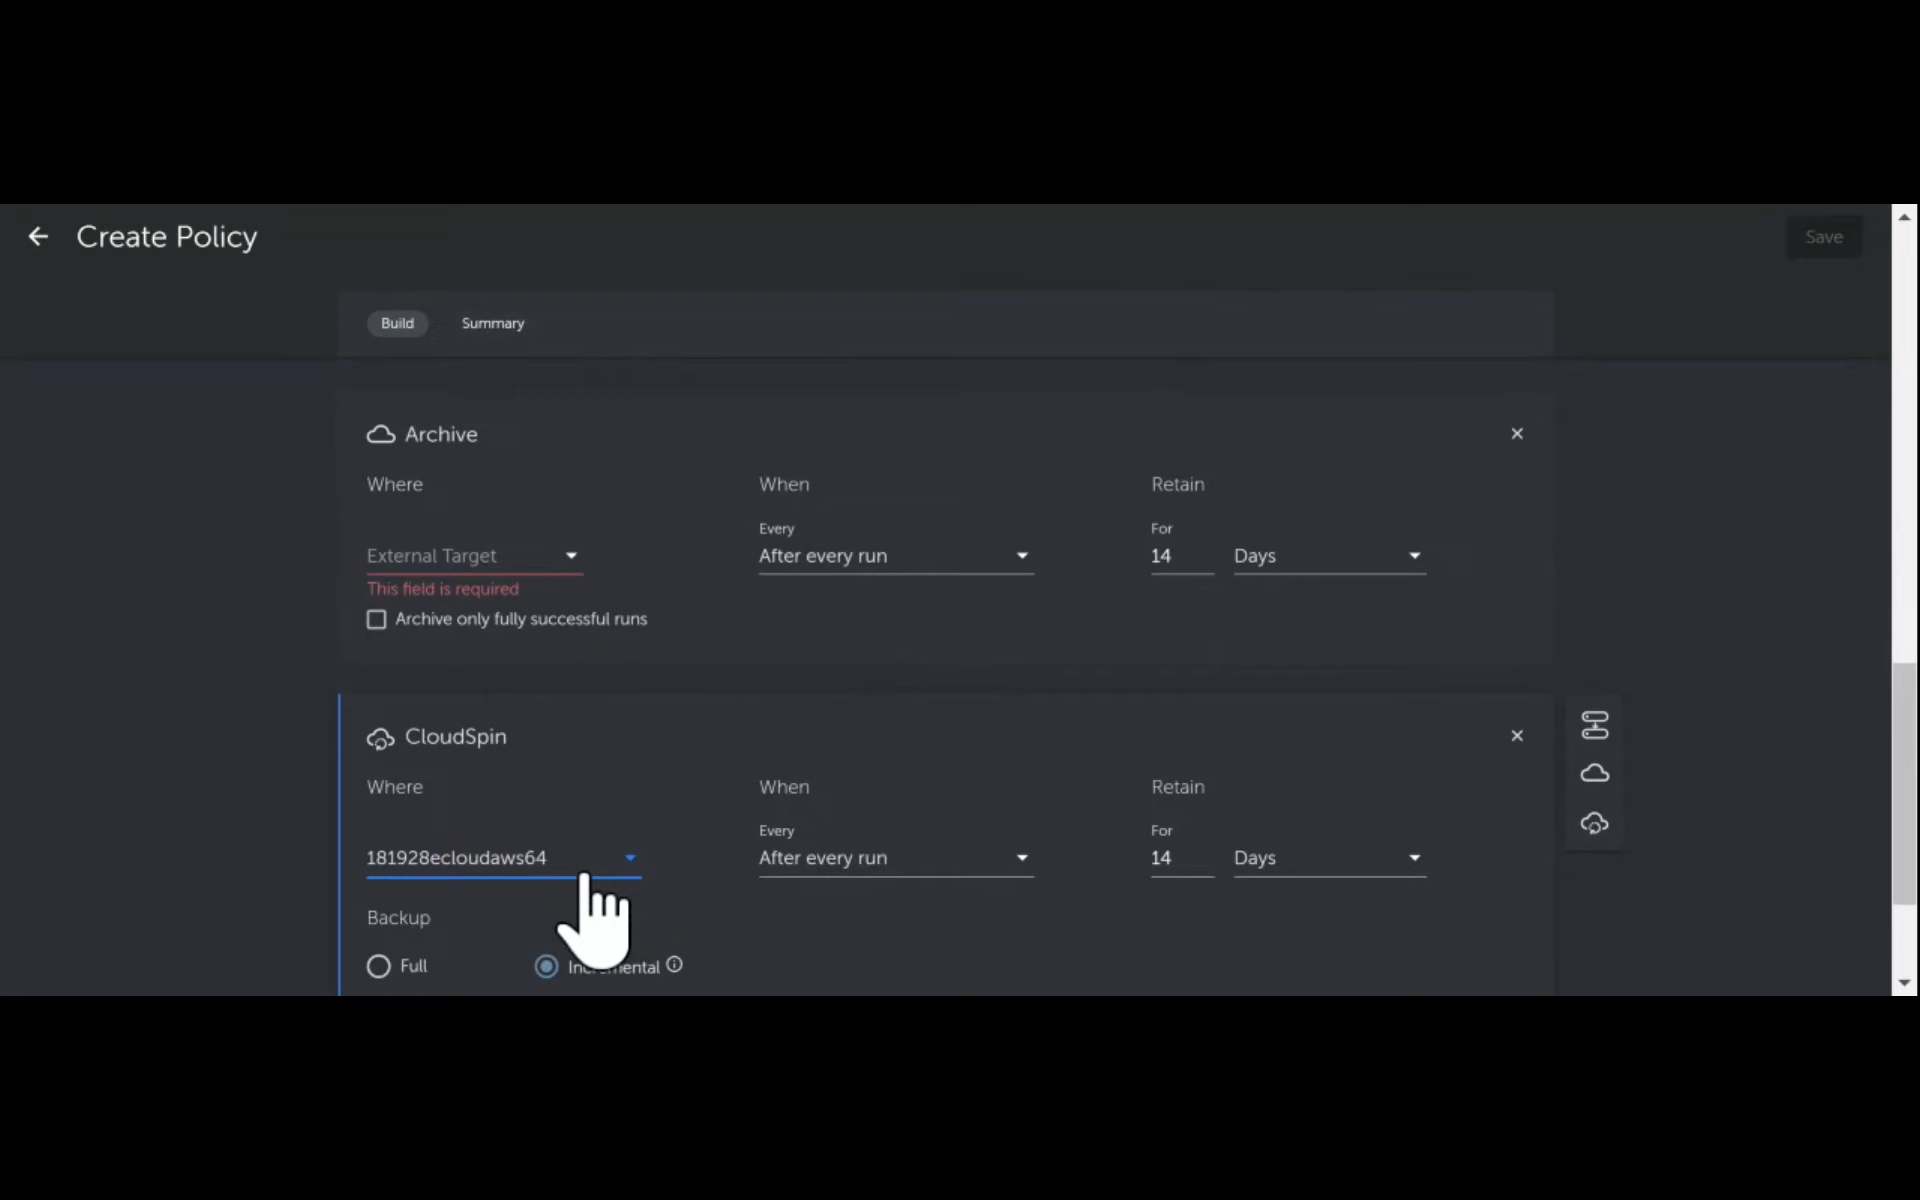 Create Policy
Save
Build Summary
Archive
Where When Retain
Every For
External Target After every run 14 Days
This field is required
Archive only fully successful runs
CloudSpin
Where When Retain
Every For
181928ecloudaws64 After every run 14 Days
Backup
Full Incremental